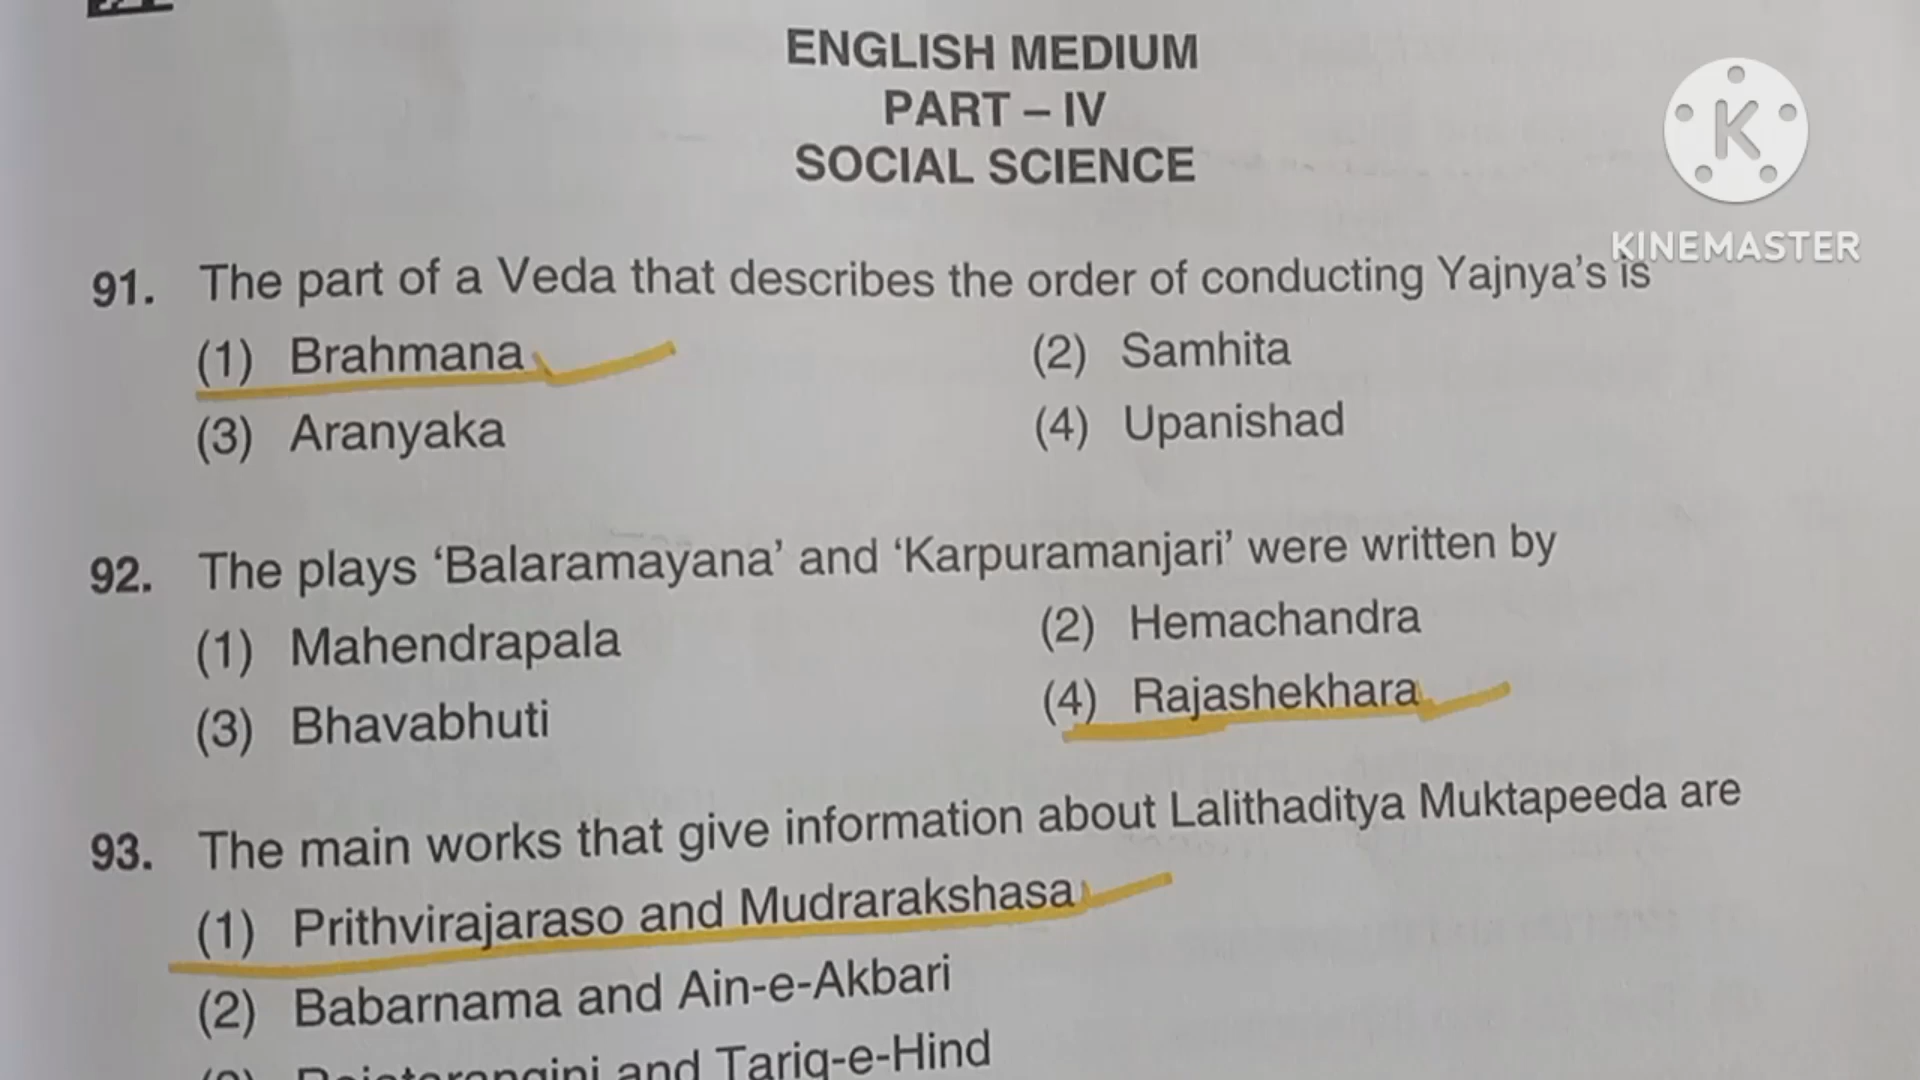 ENGLISH MEDIUM
PART – IV
SOCIAL SCIENCE
K
KINEMASTER
91. The part of a Veda that describes the order of conducting Yajnya's is
(1) Brahmana (2) Samhita
(3) Aranyaka (4) Upanishad
92. The plays ‘Balaramayana’ and ‘Karpuramanjari’ were written by
(1) Mahendrapala (2) Hemachandra
(3) Bhavabhuti (4) Rajashekhara
93. The main works that give information about Lalithaditya Muktapeeda are
(1) Prithvirajaraso and Mudrarakshasa
(2) Babarnama and Ain-e-Akbari
and Tariq-e-Hind